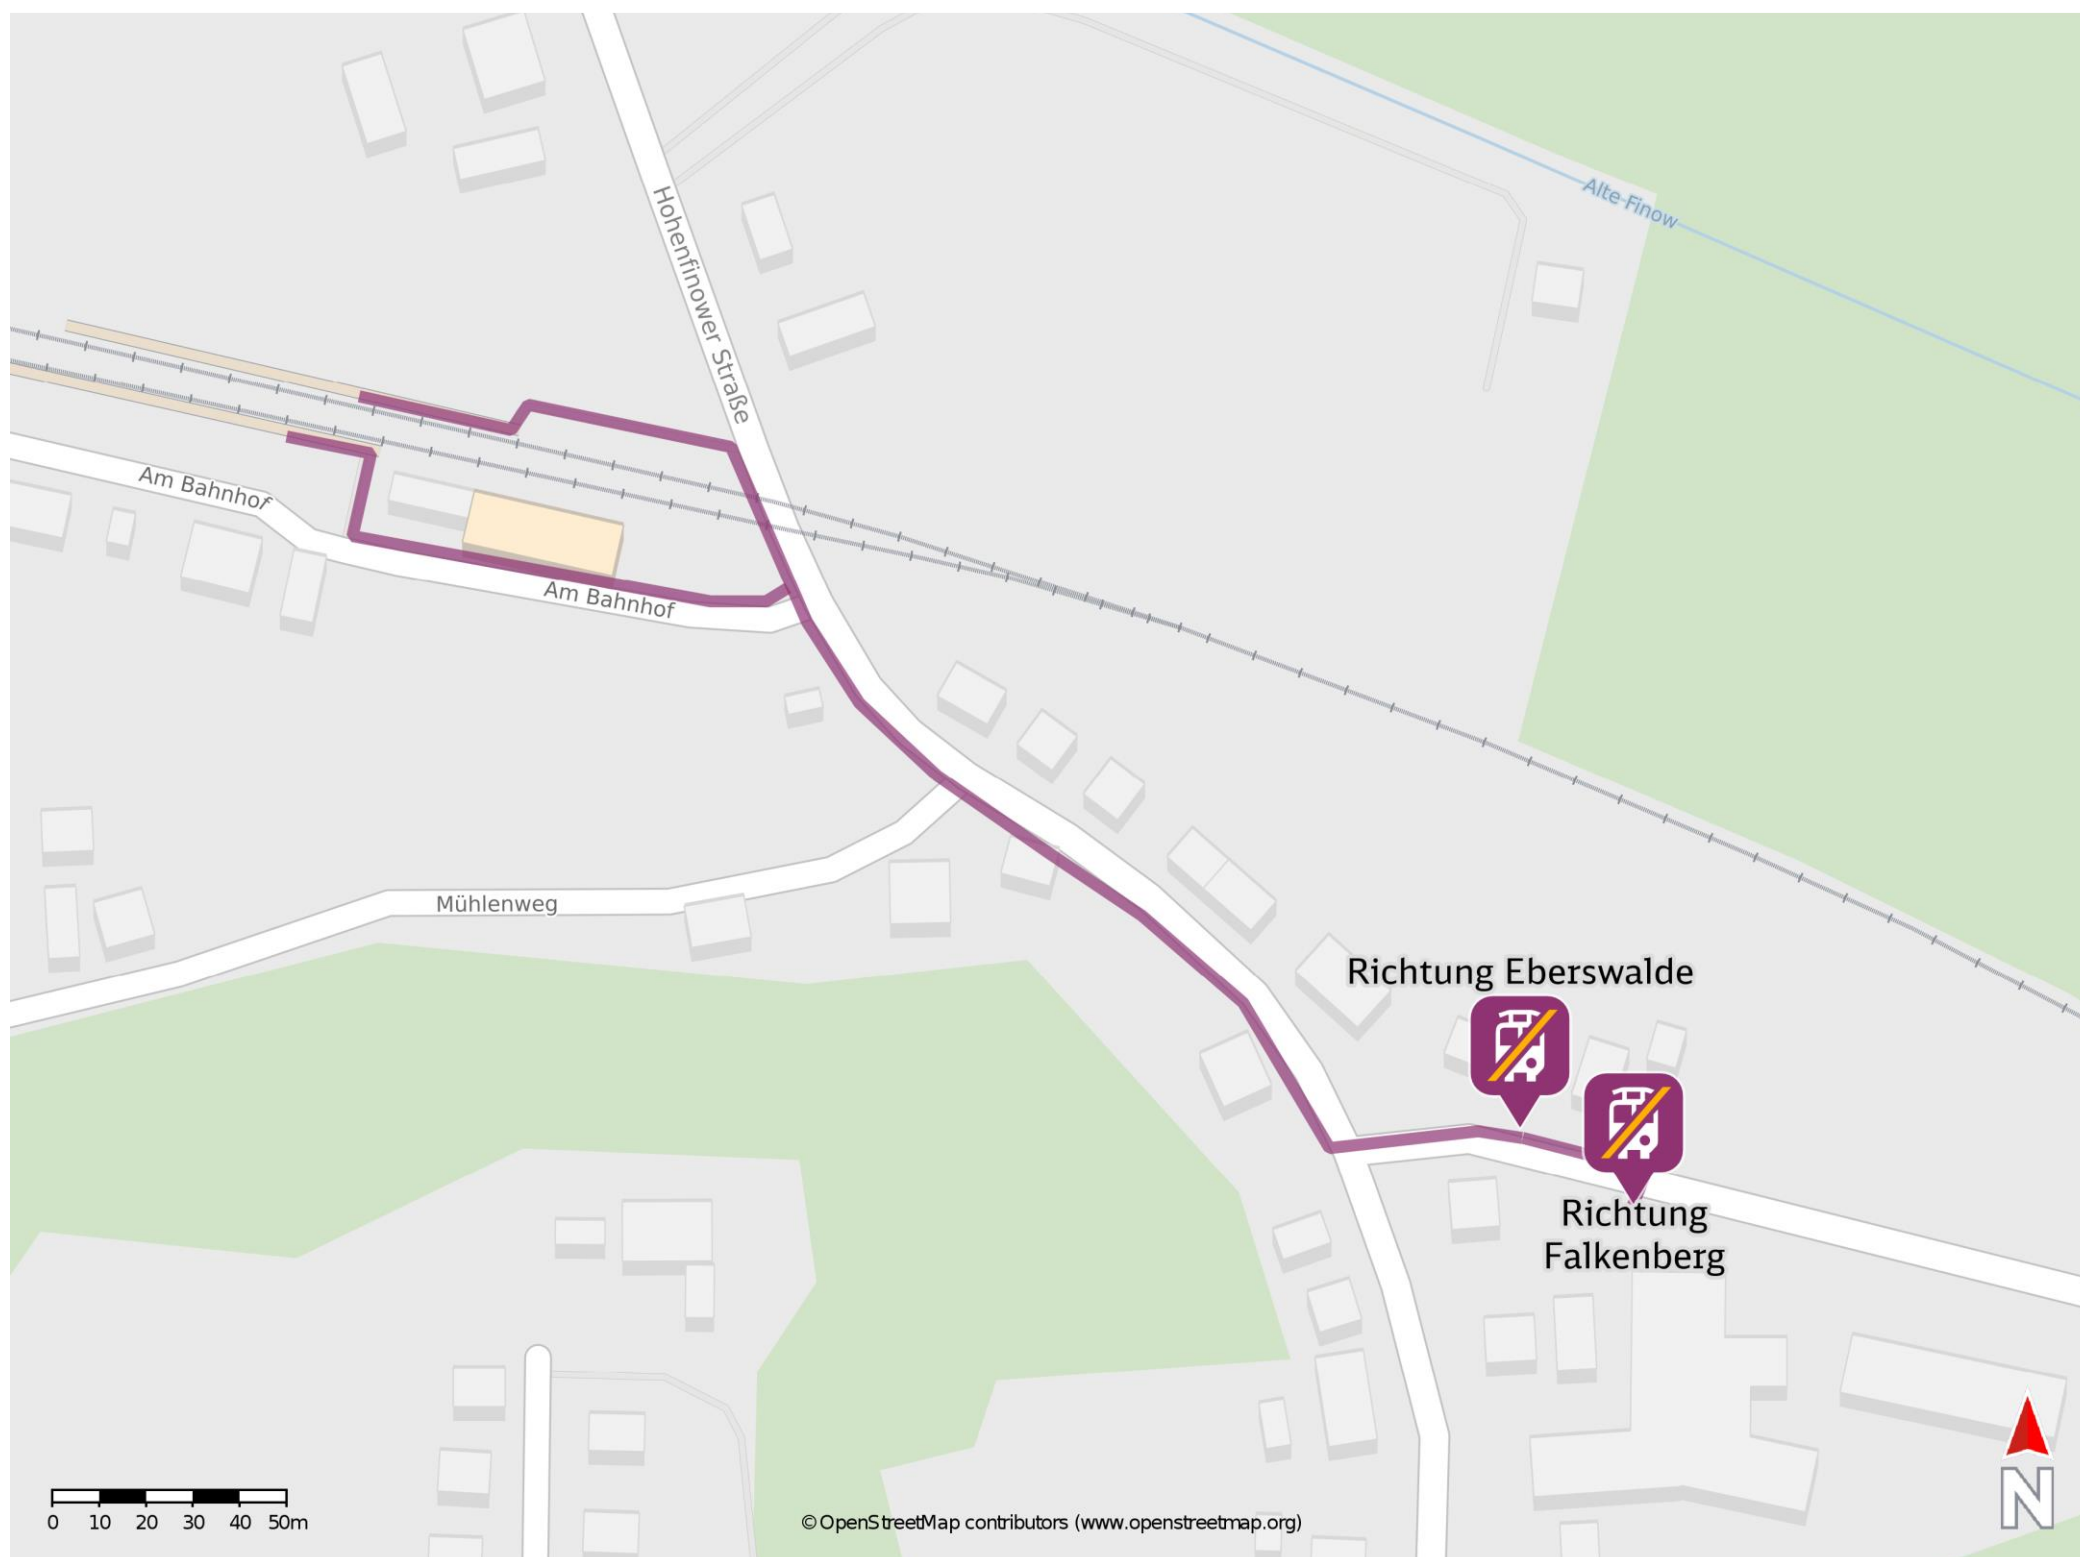 Alte Finow
Hohenfinower Straße
Am Bahnhof
Am Bahnhof
Mühlenweg
Richtung Eberswalde
Richtung
Falkenberg
N
0 10 20 30 40 50m
© OpenStreetMap contributors (www.openstreetmap.org)